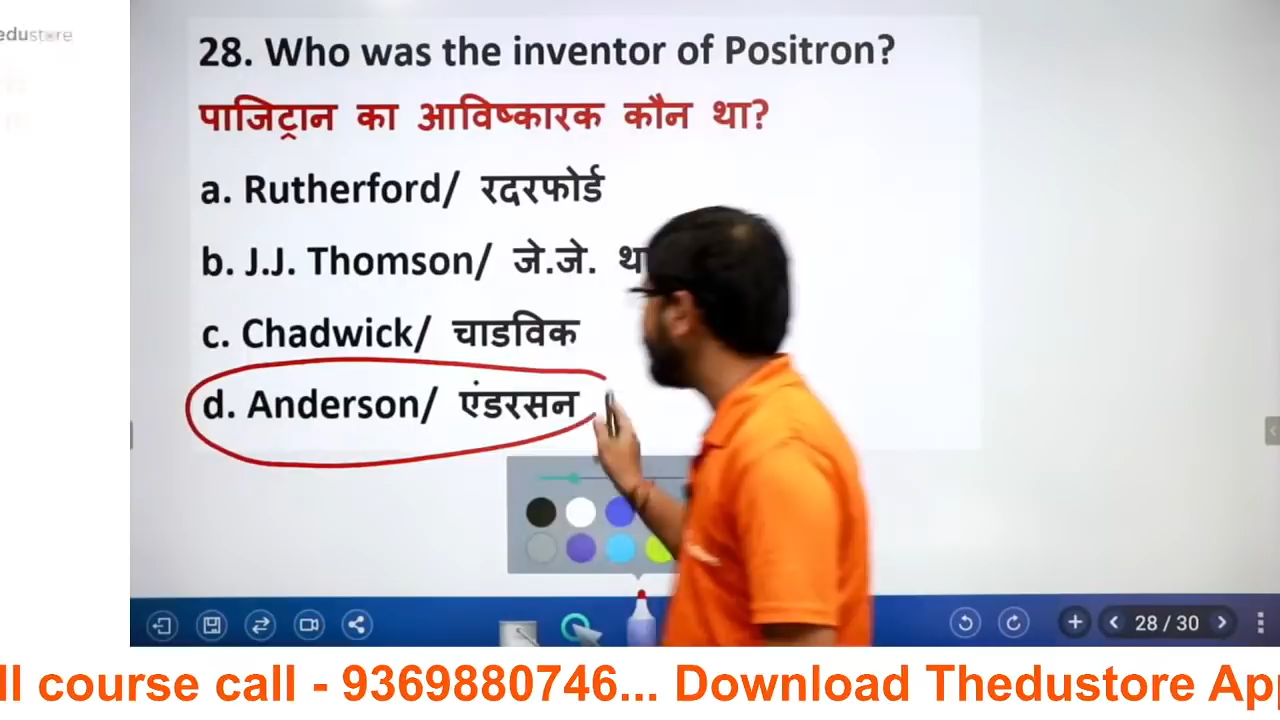 edustore
28. Who was the inventor of Positron?
पाजिट्रान का आविष्कारक कौन था?
a. Rutherford/ रदरफोर्ड
b. J.J. Thomson/ जे.जे.
c. Chadwick/ चाडविक
d. Anderson/ एंडरसन
28 / 30
ll course call - 9369880746... Download Thedustore Ap